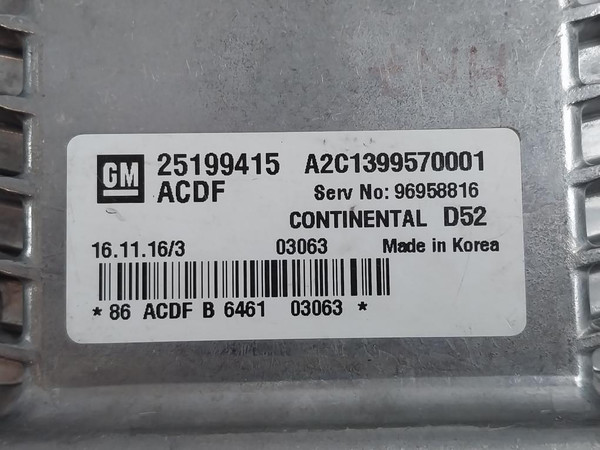 GM 25199415 A2C1399570001
ACDF Serv No: 96958816
CONTINENTAL D52
16.11.16/3 03063 Made in Korea
* 86 ACDF B 6461 03063 *